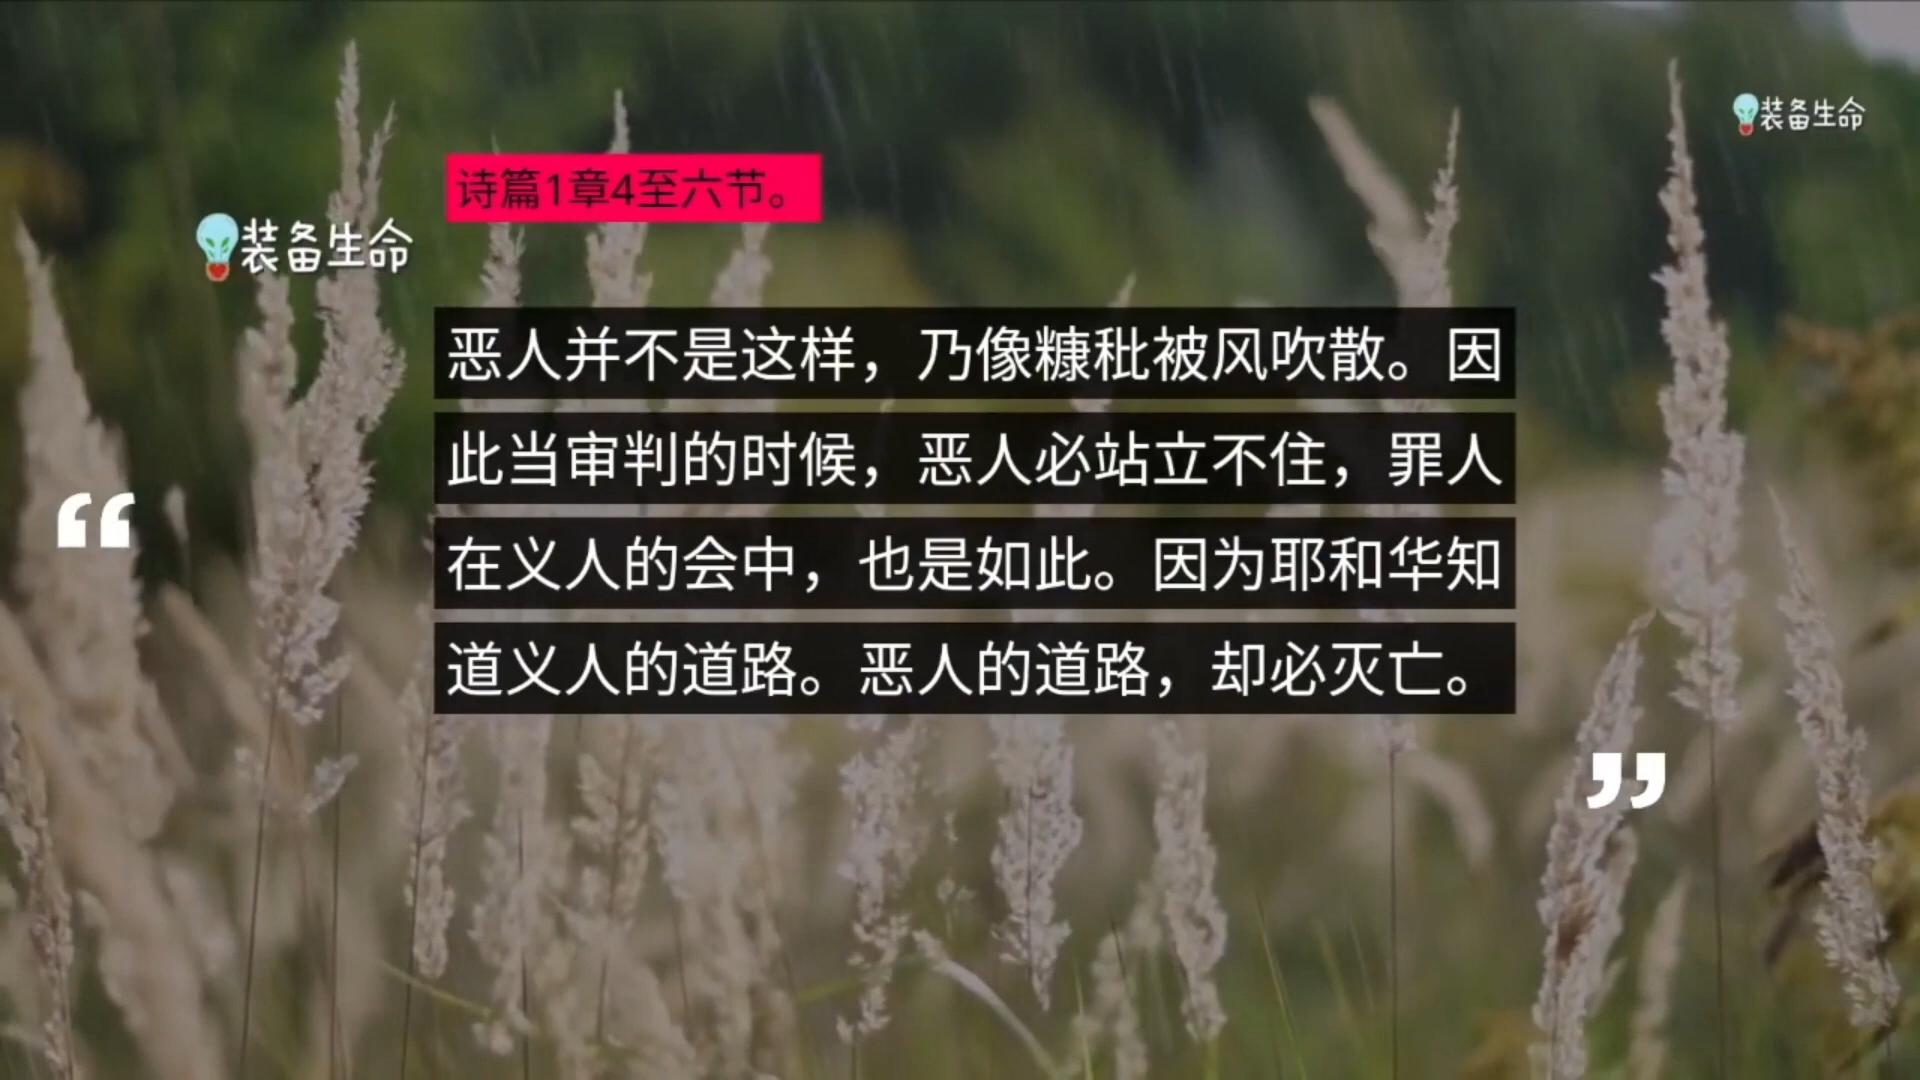 装备生命
诗篇1章4至六节。
装备生命
“
恶人并不是这样，乃像糠秕被风吹散。因
此当审判的时候，恶人必站立不住，罪人
在义人的会中，也是如此。因为耶和华知
道义人的道路。恶人的道路，却必灭亡。
”